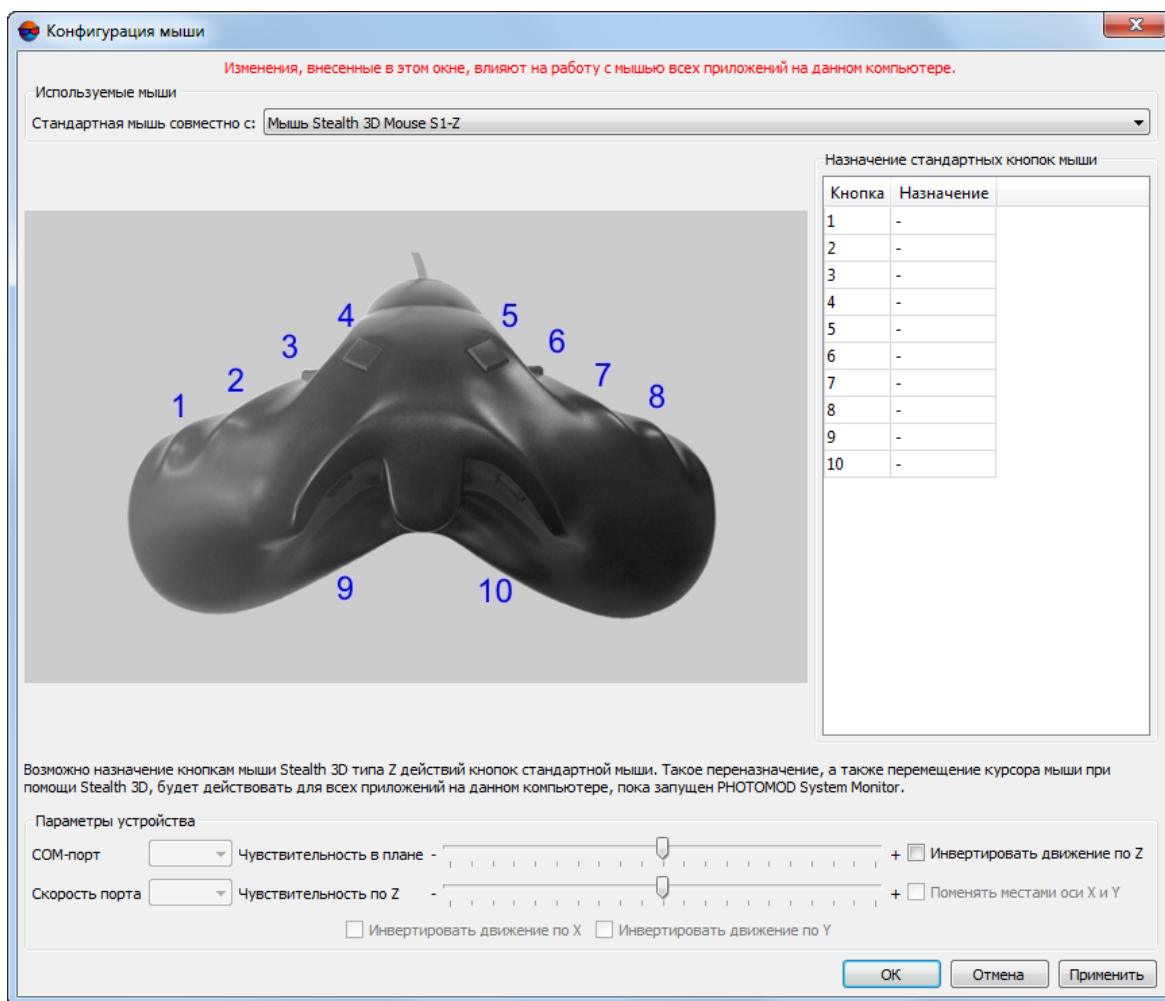 Конфигурация мыши
Изменения, внесенные в этом окне, влияют на работу с мышью всех приложений на данном компьютере.
Используемые мыши
Стандартная мышь совместно с: Мышь Stealth 3D Mouse S1-Z
Назначение стандартных кнопок мыши
Кнопка Назначение
1 -
2 -
3 -
4 -
5 -
6 -
7 -
8 -
9 -
10 -
4 5
3 6
2 7
1 8
9 10
Возможно назначение кнопкам мыши Stealth 3D типа Z действий кнопок стандартной мыши. Такое переназначение, а также перемещение курсора мыши при
помощи Stealth 3D, будет действовать для всех приложений на данном компьютере, пока запущен PHOTOMOD System Monitor.
Параметры устройства
COM-порт Чувствительность в плане - + Инвертировать движение по Z
Скорость порта Чувствительность по Z - + Поменять местами оси X и Y
Инвертировать движение по X Инвертировать движение по Y
OK Отмена Применить